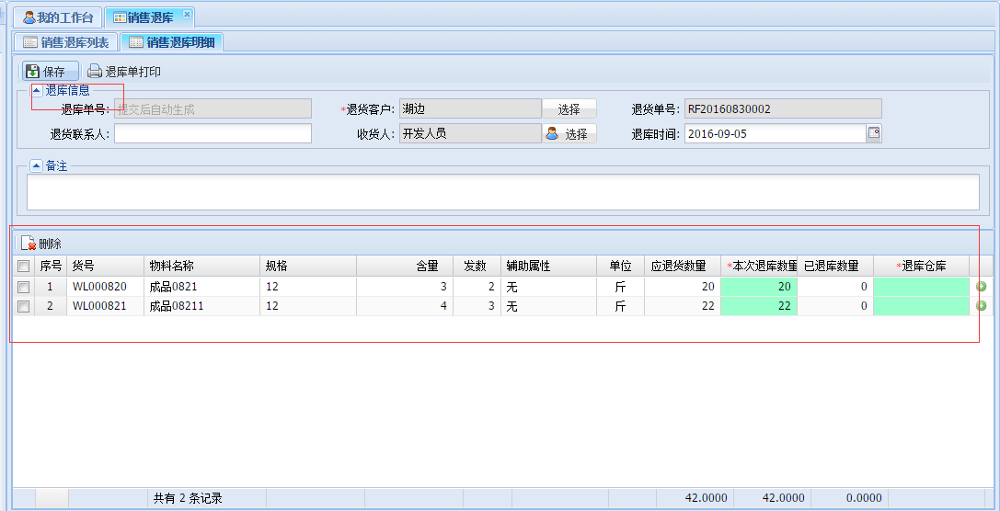 我的工作台 销售退库
销售退库列表 销售退库明细
保存 退库单打印
退库信息
退库单号: 提交后自动生成 *退货客户: 湖边 选择 退货单号: RF20160830002
退货联系人: 收货人: 开发人员 选择 退库时间: 2016-09-05
备注
删除
序号 货号 物料名称 规格 含量 发数 辅助属性 单位 应退货数量 *本次退库数量 已退库数量 *退库仓库
1 WL000820 成品0821 12 3 2 无 斤 20 20 0
2 WL000821 成品08211 12 4 3 无 斤 22 22 0
共有 2 条记录 42.0000 42.0000 0.0000